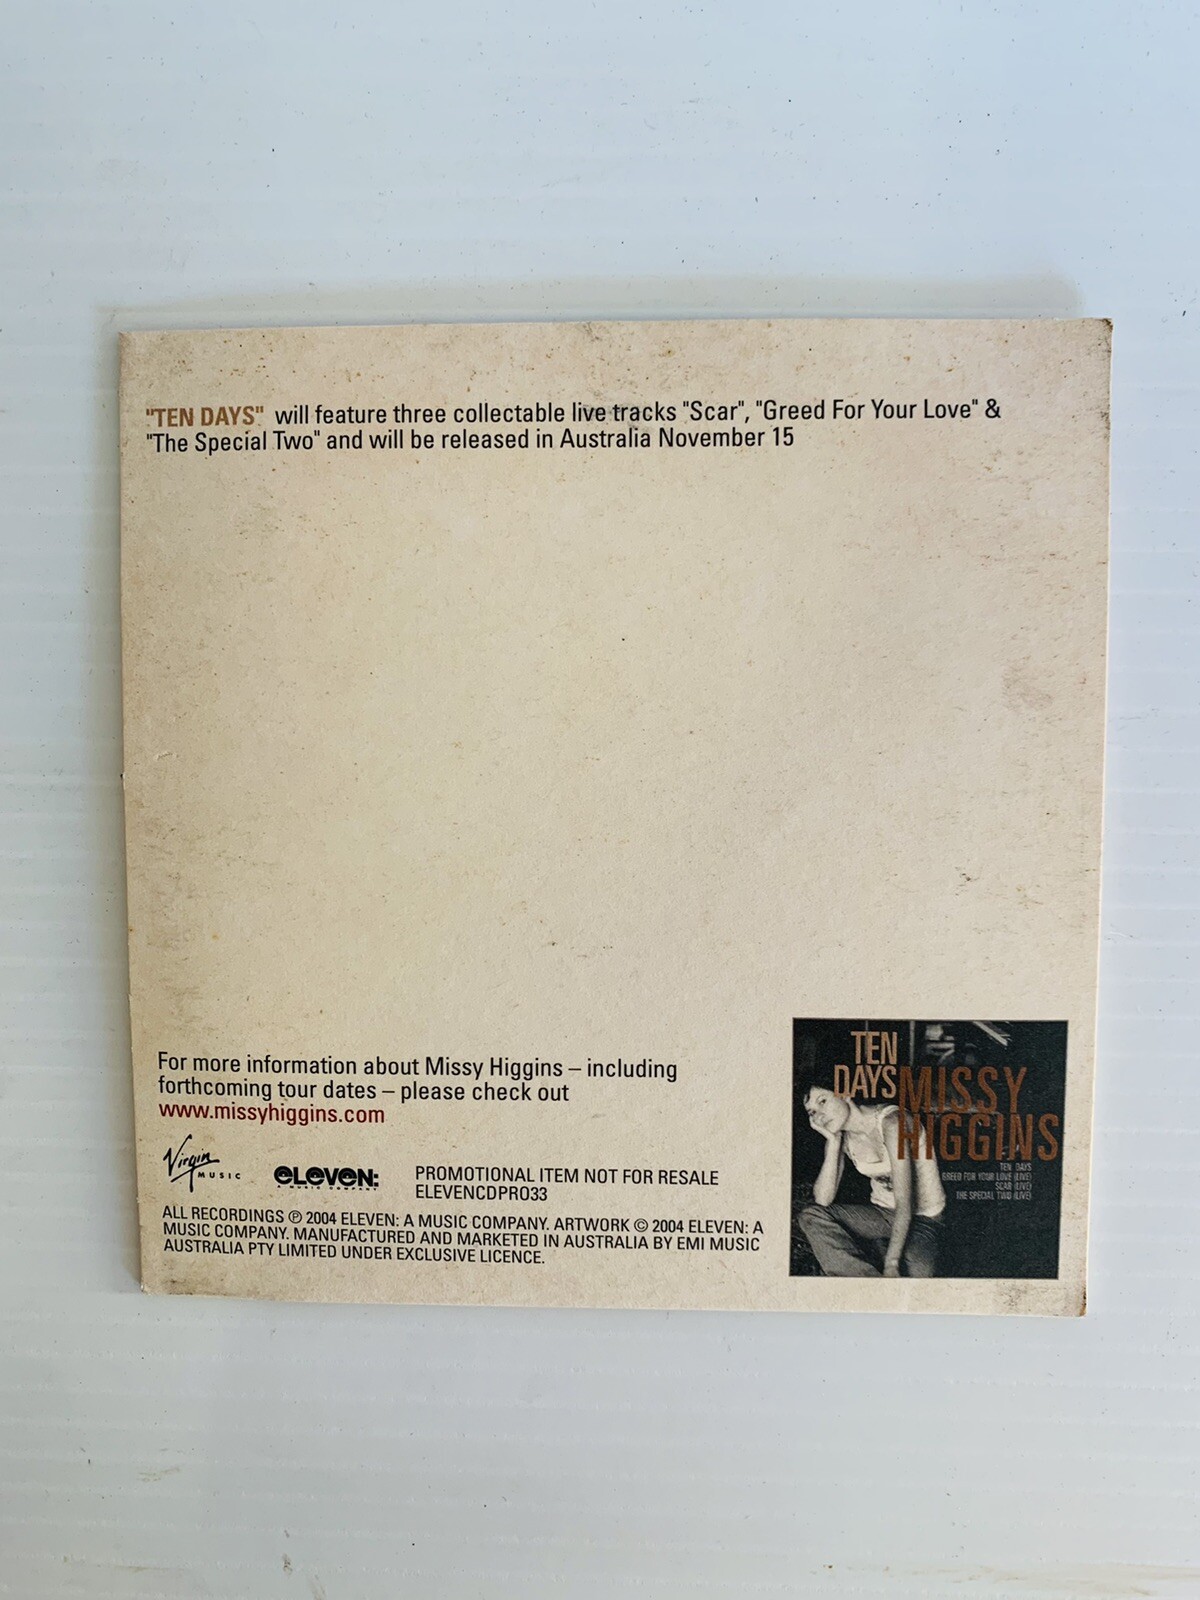 "TEN DAYS" will feature three collectable live tracks "Scar", "Greed For Your Love" &
"The Special Two" and will be released in Australia November 15
For more information about Missy Higgins – including
forthcoming tour dates – please check out
www.missyhiggins.com
Virgin
MUSIC
eLeVen:
A MUSIC COMPANY
PROMOTIONAL ITEM NOT FOR RESALE
ELEVENCDPRO33
ALL RECORDINGS ℗ 2004 ELEVEN: A MUSIC COMPANY. ARTWORK © 2004 ELEVEN: A
MUSIC COMPANY. MANUFACTURED AND MARKETED IN AUSTRALIA BY EMI MUSIC
AUSTRALIA PTY LIMITED UNDER EXCLUSIVE LICENCE.
TEN
DAYS
MISSY
HIGGINS
TEN DAYS
GREED FOR YOUR LOVE (LIVE)
SCAR (LIVE)
THE SPECIAL TWO (LIVE)